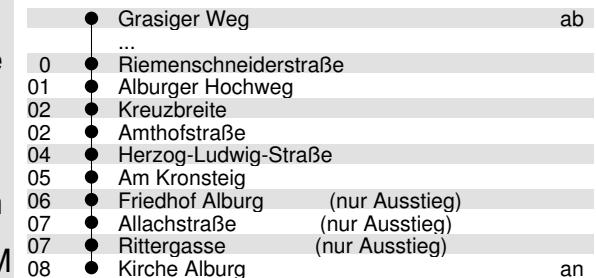 Grasiger Weg ab
...
0 Riemenschneiderstraße
01 Alburger Hochweg
02 Kreuzbreite
02 Amthofstraße
04 Herzog-Ludwig-Straße
05 Am Kronsteig
06 Friedhof Alburg (nur Ausstieg)
07 Allachstraße (nur Ausstieg)
07 Rittergasse (nur Ausstieg)
08 Kirche Alburg an